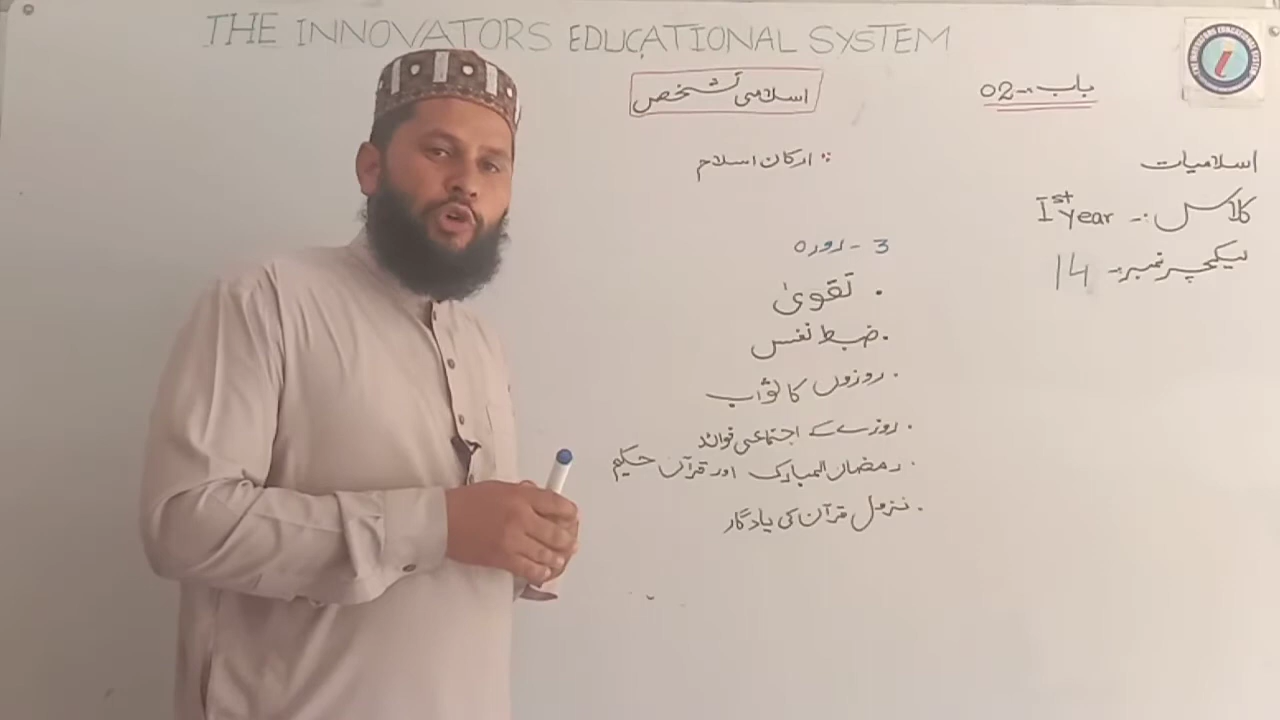 THE INNOVATORS EDUCATIONAL SYSTEM
باب :- 02
اسلامی تشخص
اسلامیات
کلاس :- Ist Year
لیکچر نمبر :- 14
ارکان اسلام
3 - روزہ
تقویٰ
ضبط نفس
روزوں کا ثواب
روزے کے اجتماعی فوائد
رمضان المبارک اور قرآن حکیم
نزول قرآن کی یادگار